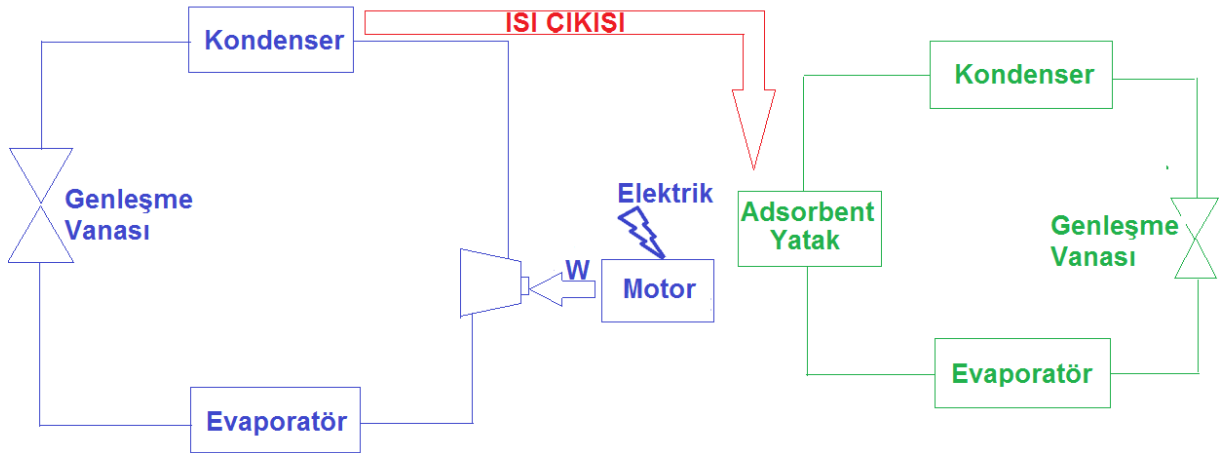 Kondenser
ISI ÇIKIŞI
Kondenser
Genleşme
Vanası
Elektrik
Adsorbent
Yatak
Genleşme
Vanası
W
Motor
Evaporatör
Evaporatör